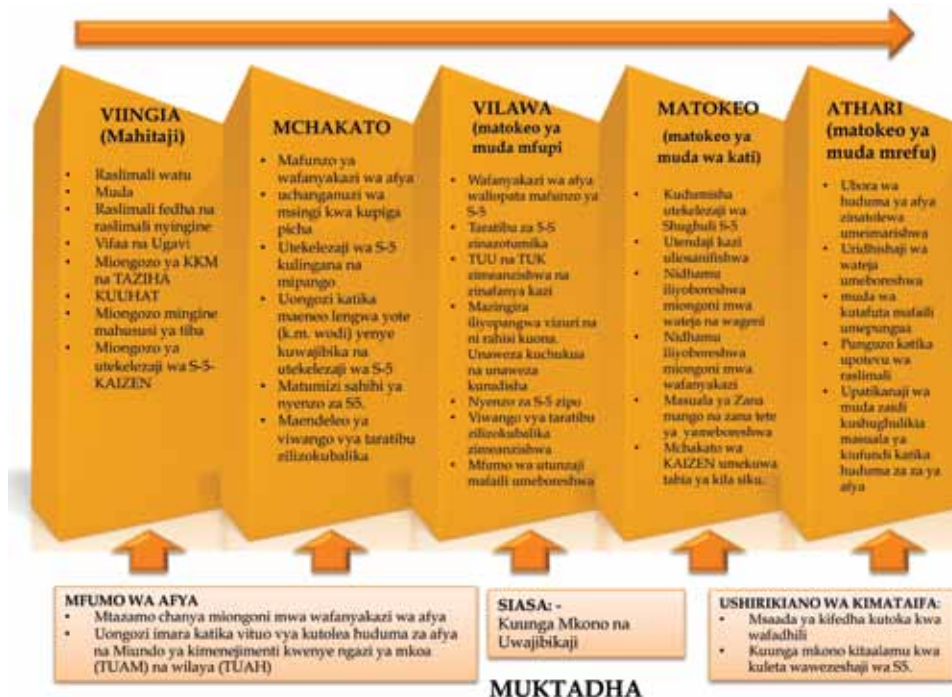 VIINGIA
(Mahitaji)
• Raslimali watu
• Muda
• Raslimali fedha na
raslimali nyingine
• Vifaa na Ugavi
• Miongozo ya KKM
na TAZIHA
• KUUHAT
• Miongozo mingine
mahususi ya tiba
• Miongozo ya
utekelezaji wa S-5-
KAIZEN
MCHAKATO
• Mafunzo ya
wafanyakazi wa afya
• uchanganuzi wa
msingi kwa kupiga
picha
• Utekelezaji wa S-5
kulingana na
mipango
• Uongozi katika
maeneo lengwa yote
(k.m. wodi) yenye
kuwajibika na
utekelezaji wa S-5
• Matumizi sahihi ya
nyenzo za S5.
• Maendeleo ya
viwango vya taratibu
zilizokubalika
VILAWA
(matokeo ya
muda mfupi
• Wafanyakazi wa afya
waliopata mafunzo ya
S-5
• Taratibu za S-S
zinazotumika
• TUU na TUK
zimeanzishwa na
zinafanya kazi
• Mazingira
iliyopangwa vizuri na
ni rahisi kuona.
Unaweza kuchukua
na unaweza
kurudisha
• Nyenzo za S-5 zipo
• Viwango vya taratibu
zilizokubalika
zimeanzishwa
• Mfumo wa utunzaji
mafaili umeboreshwa
MATOKEO
(matokeo ya
muda wa kati)
• Kudumisha
utekelezaji wa
Shughuli S-5
• Utendaji kazi
uliosanifishwa
• Nidhamu
iliyoboreshwa
miongoni mwa
wateja na wageni
• Nidhamu
iliyoboreshwa
miongoni mwa
wafanyakazi
• Masuala ya Zana
mango na zana tete
ya yameboreshwa
• Mchakato wa
KAIZEN umekuwa
tabia ya kila siku.
ATHARI
(matokeo ya
muda mrefu)
• Ubora wa
huduma ya afya
zinatolewa
umeimarishwa
• Uridhishaji wa
wateja
umeboreshwa
• muda wa
kutafuta mafaili
umepungua
• Punguzo katika
upotevu wa
raslimali
• Upatikanaji wa
muda zaidi
kushughulikia
masuala ya
kiufundi katika
huduma za za ya
afya
MFUMO WA AFYA
• Mtazamo chanya miongoni mwa wafanyakazi wa afya
• Uongozi imara katika vituo vya kutolea huduma za afya
na Miundo ya kimenejimenti kwenye ngazi ya mkoa
(TUAM) na wilaya (TUAH)
SIASA: -
Kuunga Mkono na
Uwajibikaji
USHIRIKIANO WA KIMATAIFA:
• Msaada ya kifedha kutoka kwa
wafadhili
• Kuunga mkono kitaalamu kwa
kuleta wawezeshaji wa S5.
MUKTADHA